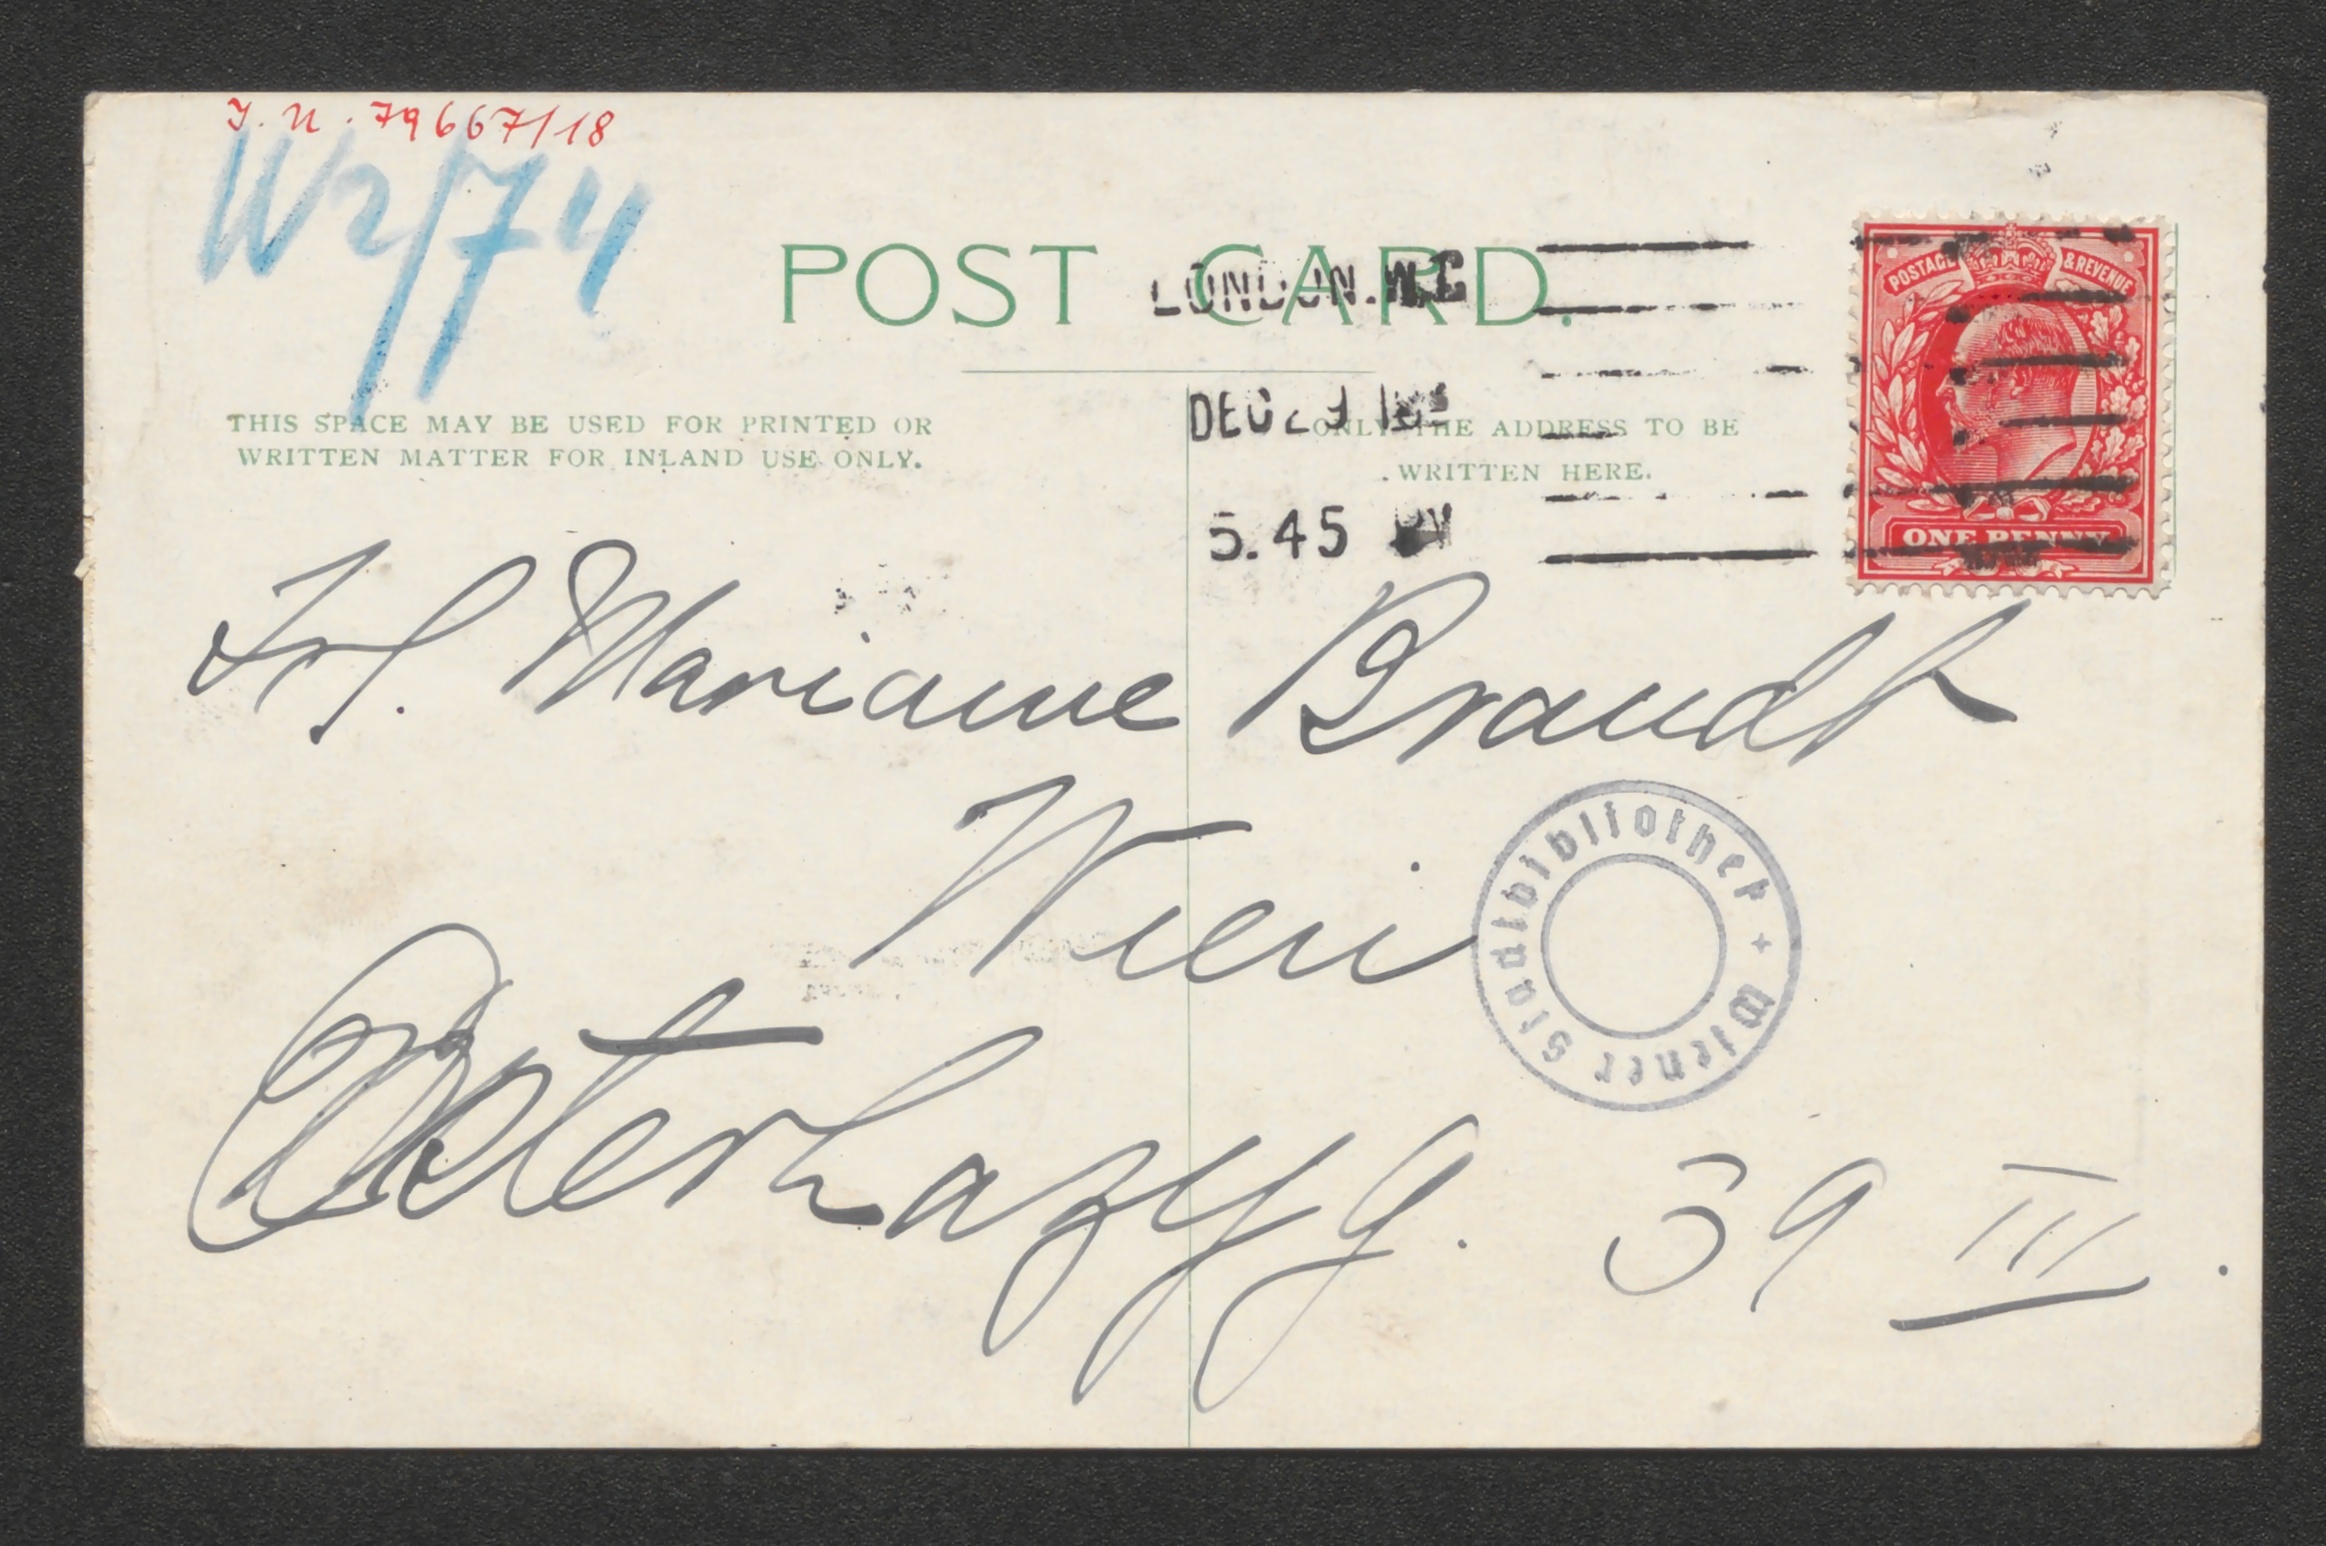 J. N. 79667/18
W2/74
POST CARD.
LONDON.W.C
DEC 29
5.45 PM
POSTAGE & REVENUE
ONE PENNY
THIS SPACE MAY BE USED FOR PRINTED OR
WRITTEN MATTER FOR INLAND USE ONLY.
ONLY THE ADDRESS TO BE
WRITTEN HERE.
Frl. Marianne Brandt
Wien
Esterhazyg. 39 III.
Wiener Stadtbibliothek +